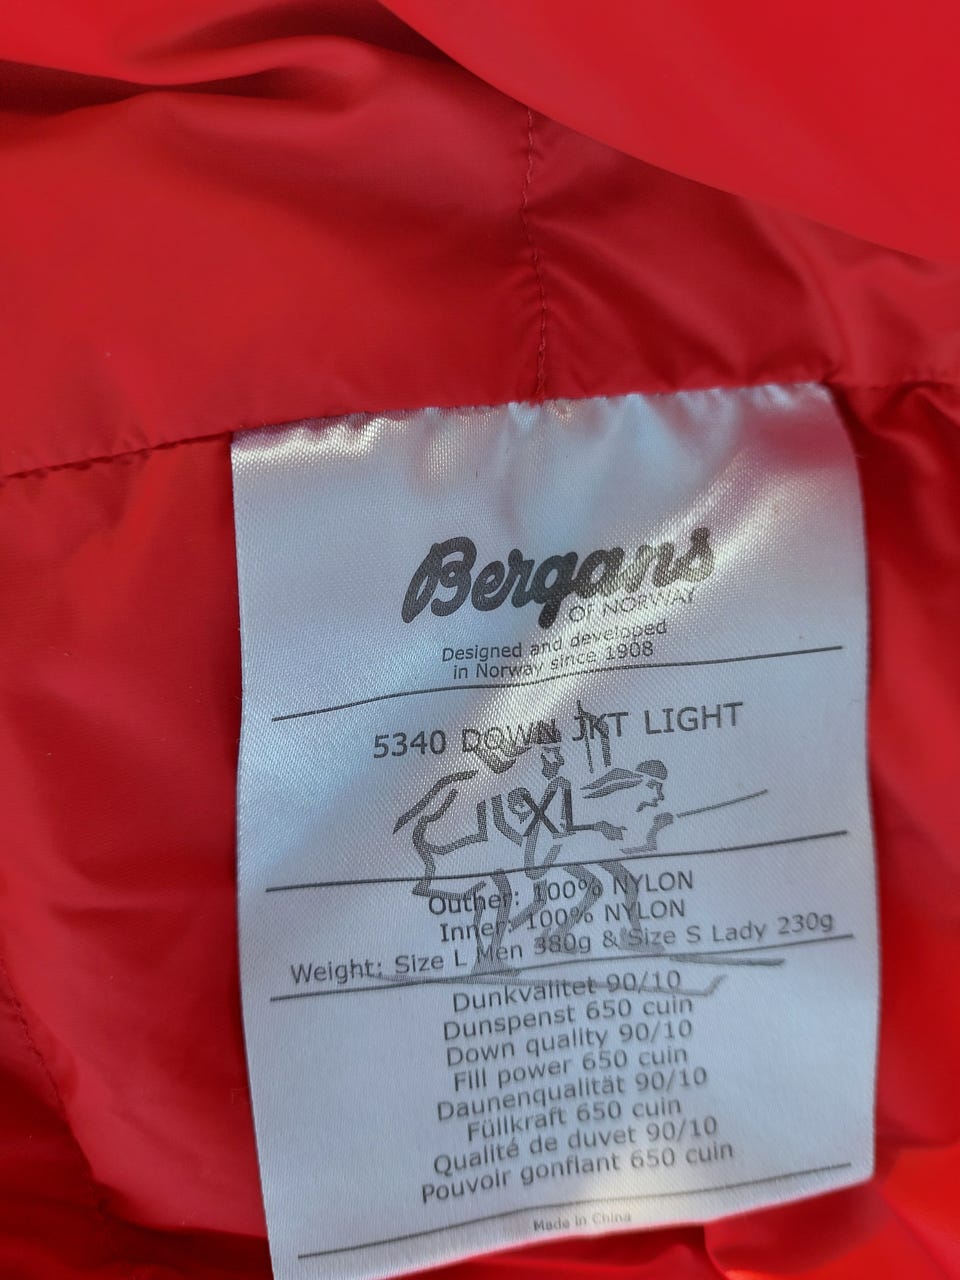 Bergans
OF NORWAY
Designed and developed
in Norway since 1908
5340 DOWN JKT LIGHT
XL
Outher: 100% NYLON
Inner: 100% NYLON
Weight: Size L Men 380g & Size S Lady 230g
Dunkvalitet 90/10
Dunspenst 650 cuin
Down quality 90/10
Fill power 650 cuin
Daunenqualität 90/10
Füllkraft 650 cuin
Qualité de duvet 90/10
Pouvoir gonflant 650 cuin
Made in China